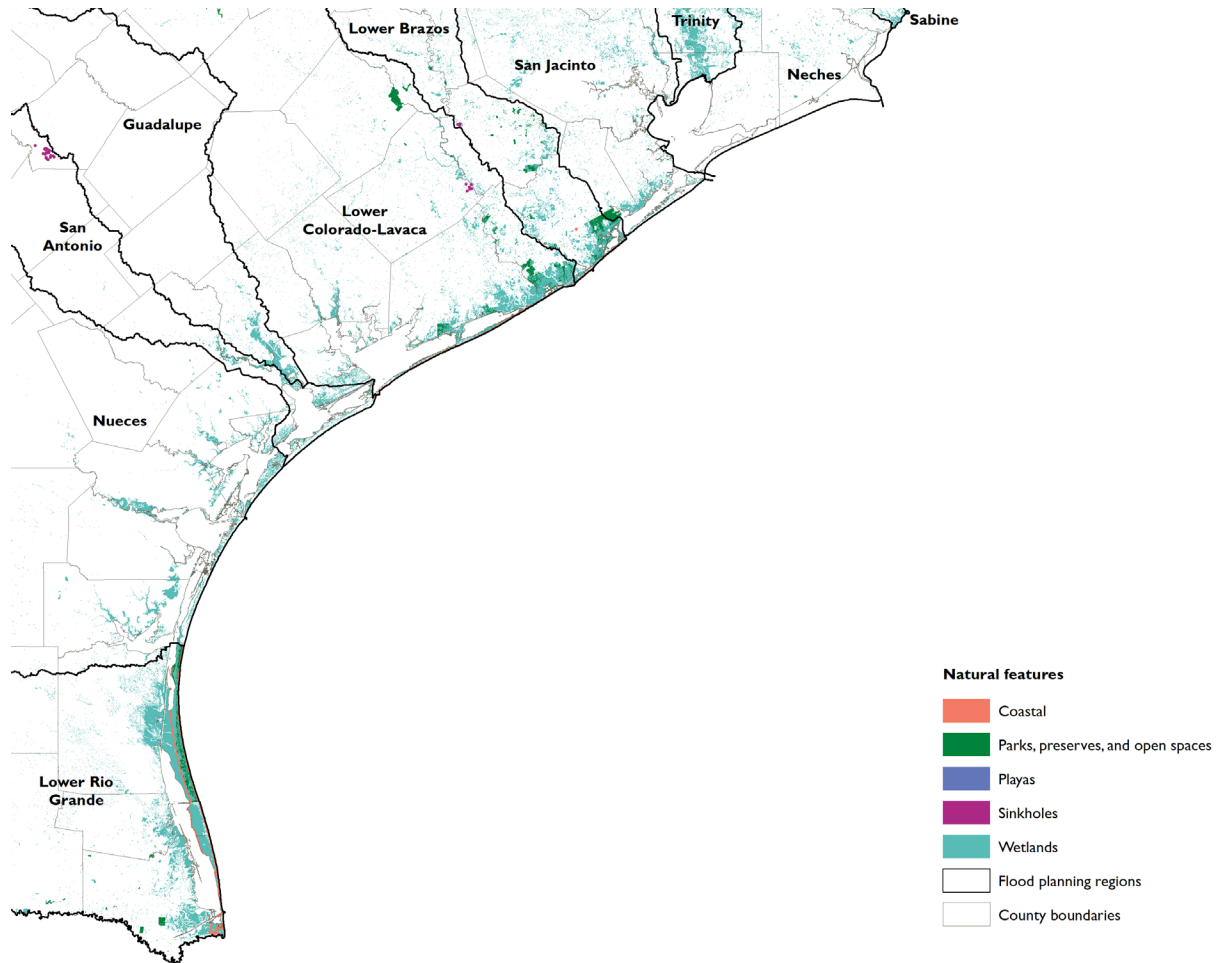 Lower Brazos
Trinity
Sabine
San Jacinto
Neches
Guadalupe
San
Antonio
Lower
Colorado-Lavaca
Nueces
Lower Rio
Grande
Natural features
Coastal
Parks, preserves, and open spaces
Playas
Sinkholes
Wetlands
Flood planning regions
County boundaries